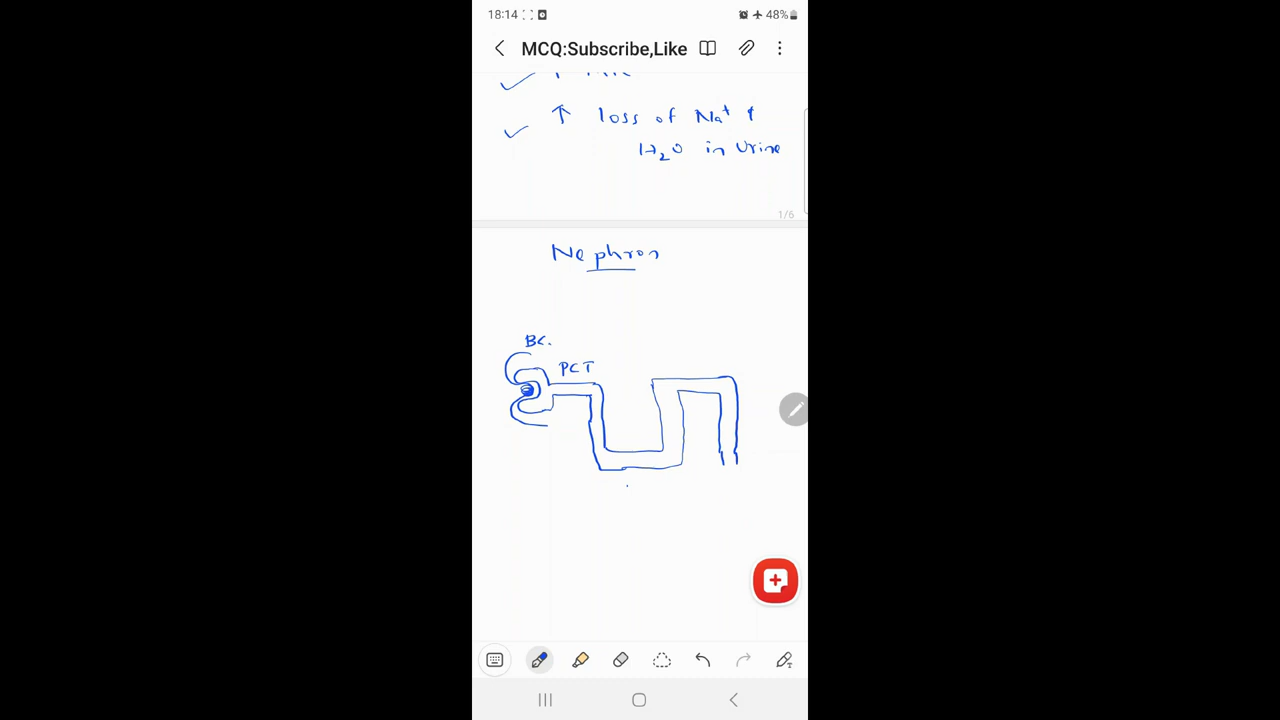 18:14
48%
MCQ:Subscribe,Like
↑ loss of Na⁺ &
H₂O in Urine
1/6
Nephron
BC.
PCT